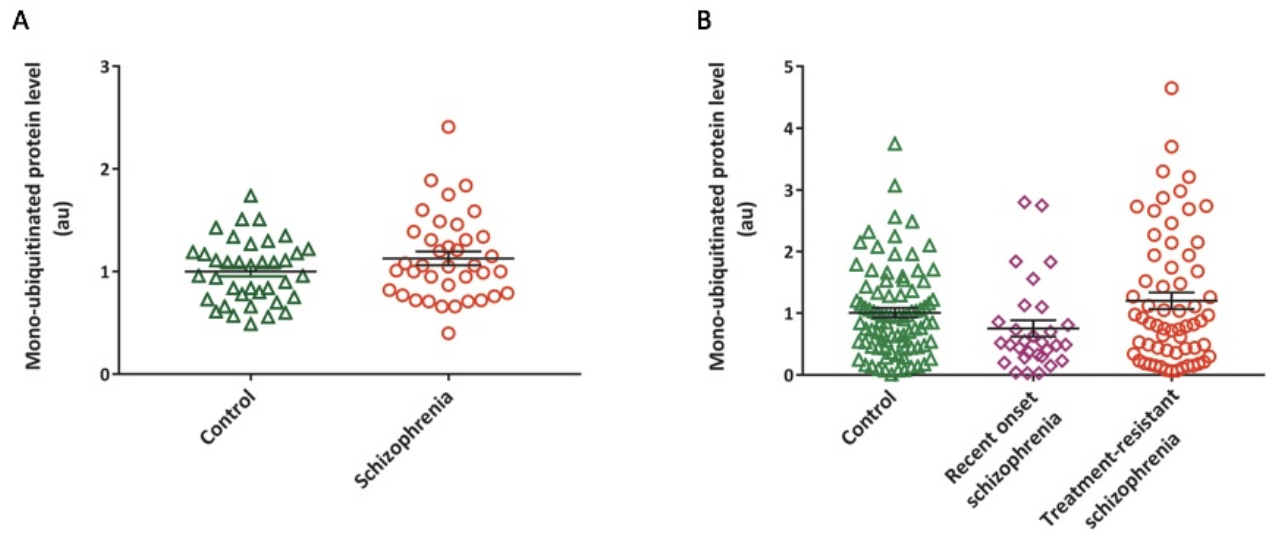 A
Mono-ubiquitinated protein level
(au)
3
2
1
0
Control
Schizophrenia
B
Mono-ubiquitinated protein level
(au)
5
4
3
2
1
0
Control
Recent onset
schizophrenia
Treatment-resistant
schizophrenia